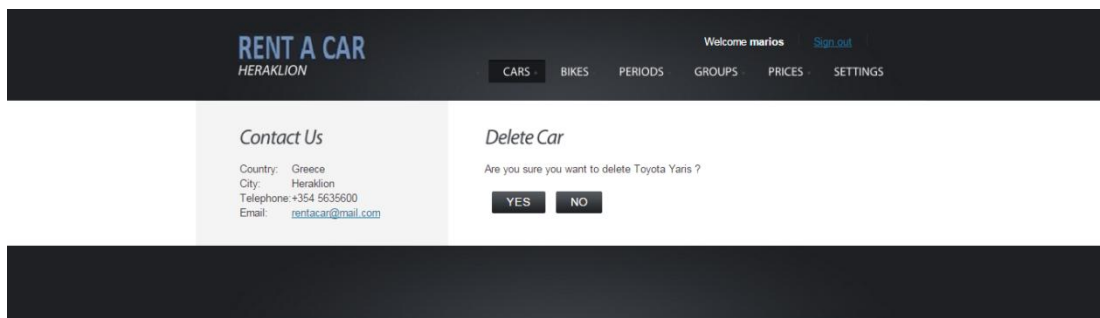 RENT A CAR
HERAKLION
Welcome marios Sign out
CARS BIKES PERIODS GROUPS PRICES SETTINGS
Contact Us
Country: Greece
City: Heraklion
Telephone:+354 5635600
Email: rentacar@mail.com
Delete Car
Are you sure you want to delete Toyota Yaris ?
YES NO